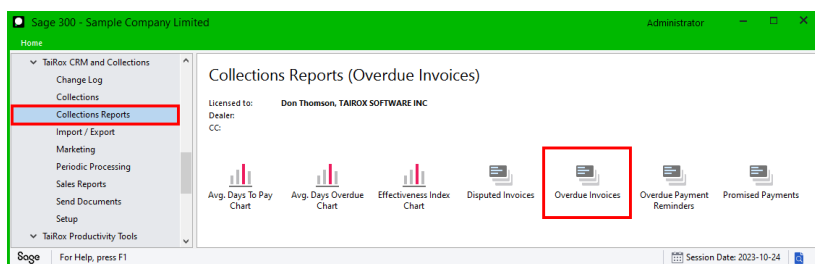 Sage 300 - Sample Company Limited
Administrator
Home
TaiRox CRM and Collections
Change Log
Collections
Collections Reports
Import / Export
Marketing
Periodic Processing
Sales Reports
Send Documents
Setup
TaiRox Productivity Tools
Collections Reports (Overdue Invoices)
Licensed to: Don Thomson, TAIROX SOFTWARE INC
Dealer:
CC:
Avg. Days To Pay
Chart
Avg. Days Overdue
Chart
Effectiveness Index
Chart
Disputed Invoices
Overdue Invoices
Overdue Payment
Reminders
Promised Payments
Sage For Help, press F1
Session Date: 2023-10-24